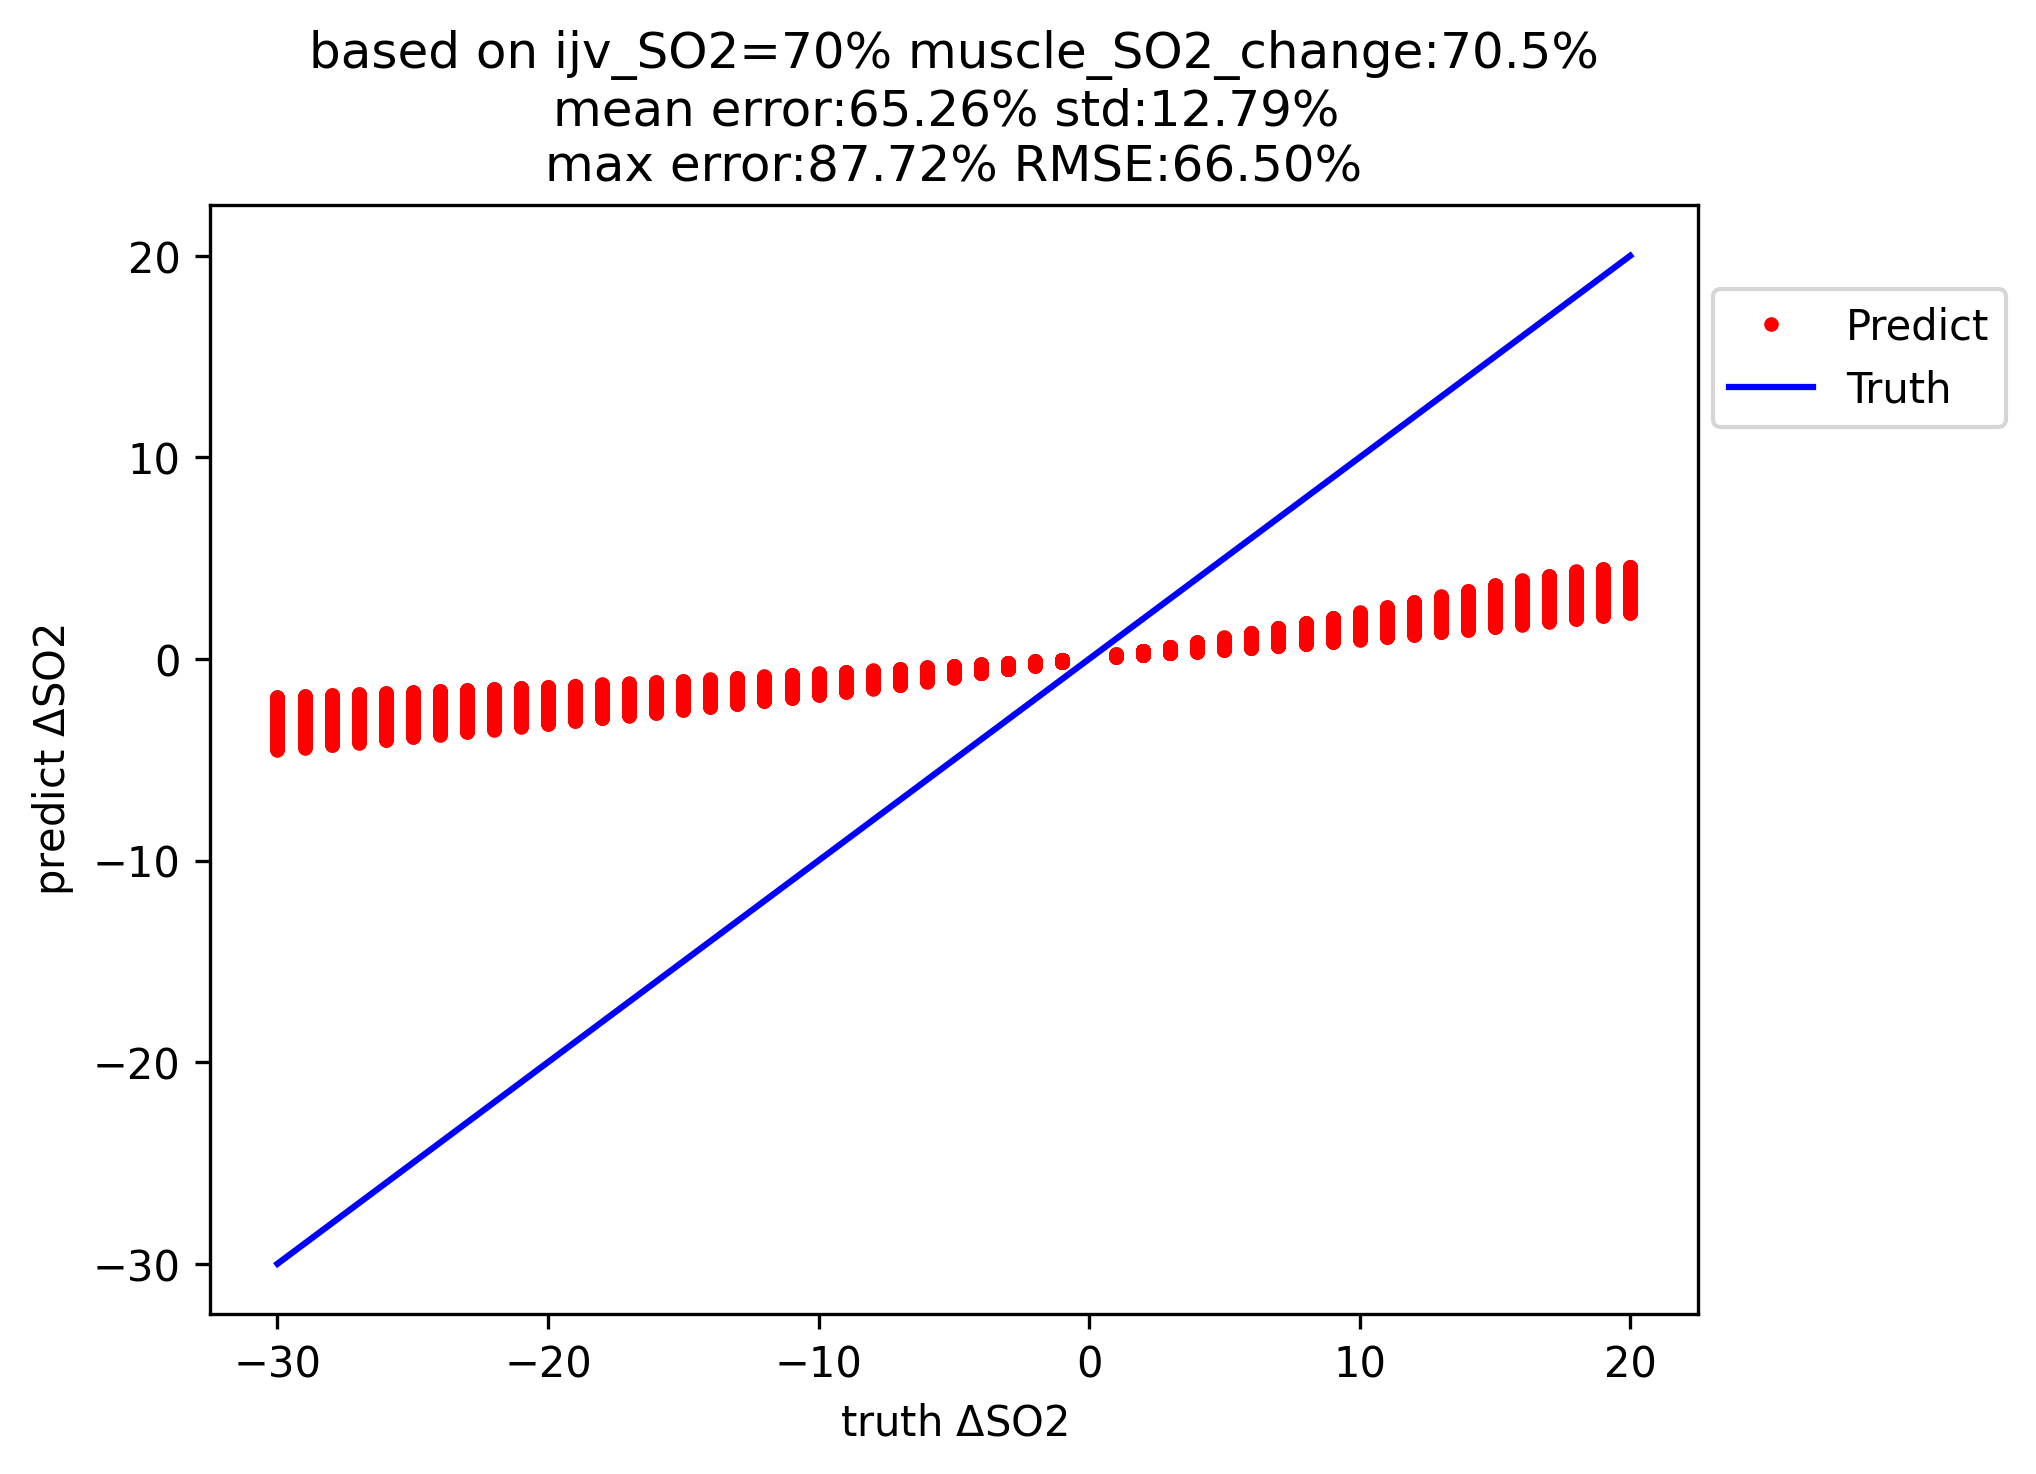 based on ijv_SO2=70% muscle_SO2_change:70.5%
mean error:65.26% std:12.79%
max error:87.72% RMSE:66.50%
20
10
0
−10
−20
−30
predict ΔSO2
−30 −20 −10 0 10 20
truth ΔSO2
Predict
Truth